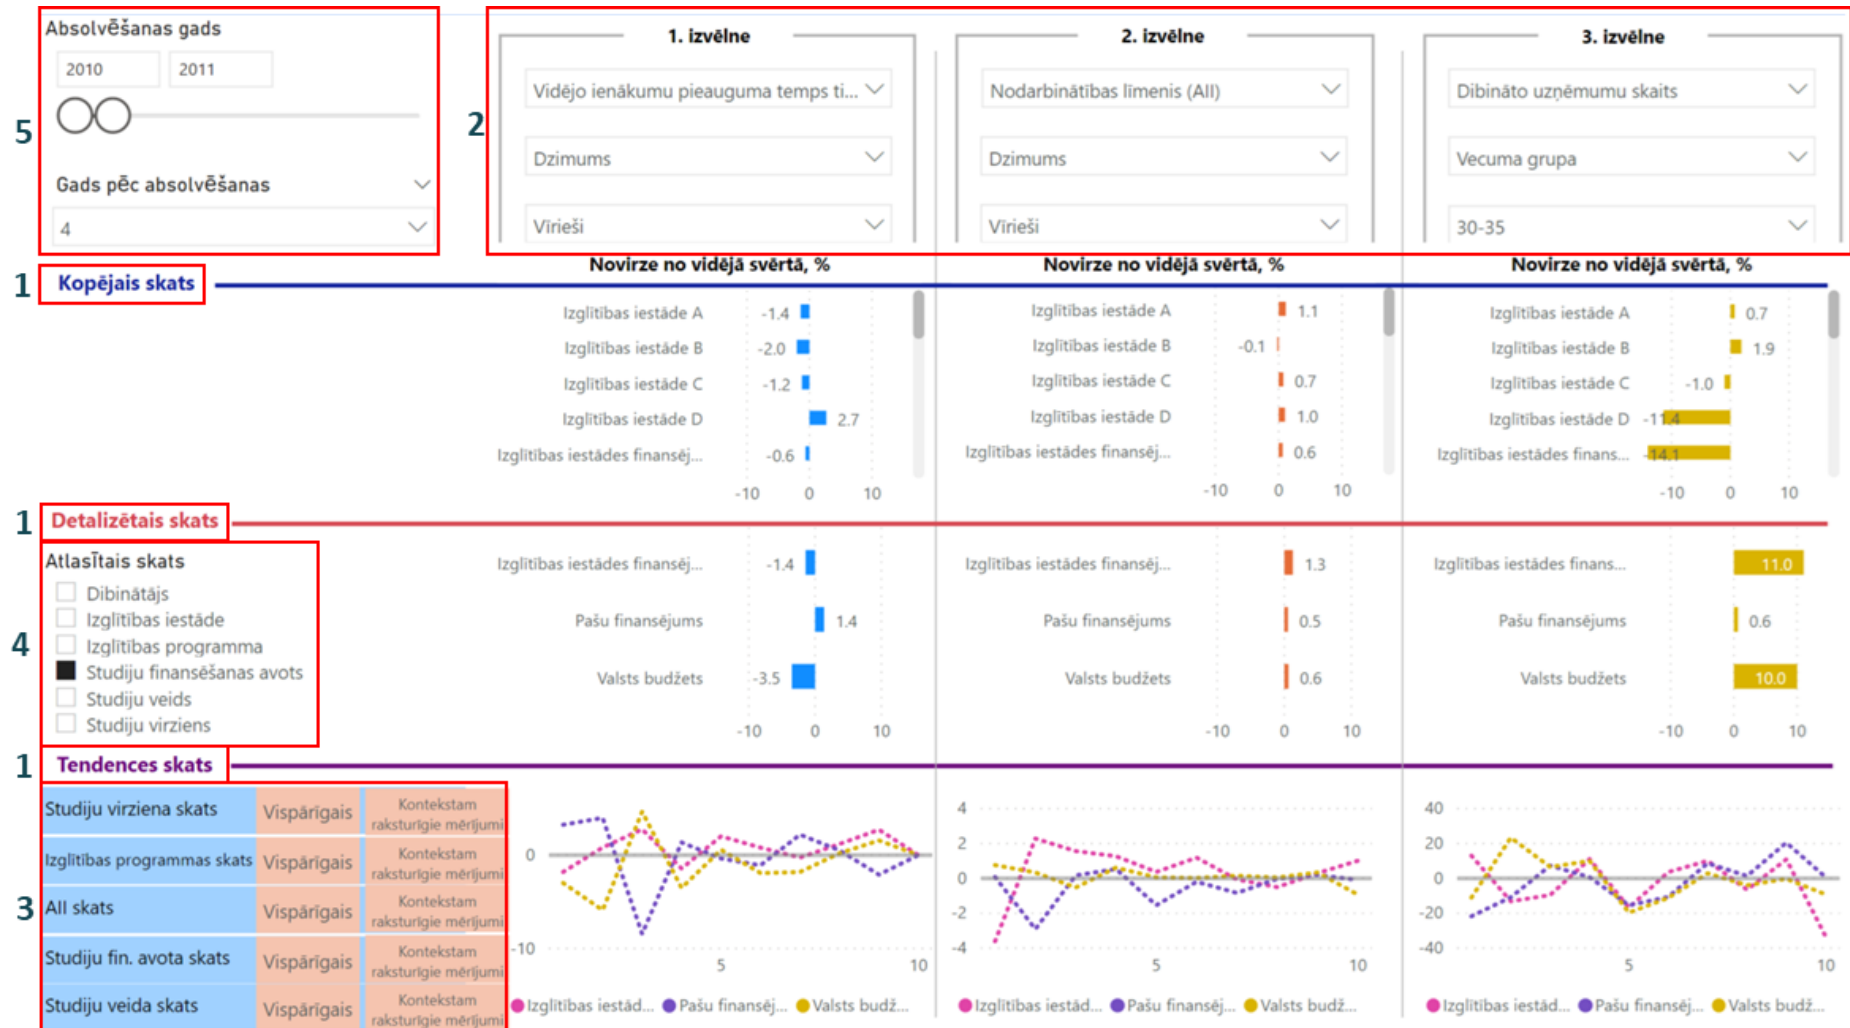 Absolvēšanas gads
2010
2011
5
Gads pēc absolvēšanas
4
2
1. izvēlne
Vidējo ienākumu pieauguma temps ti...
Dzimums
Vīrieši
2. izvēlne
Nodarbinātības līmenis (All)
Dzimums
Vīrieši
3. izvēlne
Dibināto uzņēmumu skaits
Vecuma grupa
30-35
1
Kopējais skats
Novirze no vidējā svērtā, %
Izglītības iestāde A -1.4
Izglītības iestāde B -2.0
Izglītības iestāde C -1.2
Izglītības iestāde D 2.7
Izglītības iestādes finansēj... -0.6
-10 0 10
Novirze no vidējā svērtā, %
Izglītības iestāde A 1.1
Izglītības iestāde B -0.1
Izglītības iestāde C 0.7
Izglītības iestāde D 1.0
Izglītības iestādes finansēj... 0.6
-10 0 10
Novirze no vidējā svērtā, %
Izglītības iestāde A 0.7
Izglītības iestāde B 1.9
Izglītības iestāde C -1.0
Izglītības iestāde D -11.4
Izglītības iestādes finans... -14.1
-10 0 10
1
Detalizētais skats
4
Atlasītais skats
Dibinātājs
Izglītības iestāde
Izglītības programma
Studiju finansēšanas avots
Studiju veids
Studiju virziens
Izglītības iestādes finansēj... -1.4
Pašu finansējums 1.4
Valsts budžets -3.5
-10 0 10
Izglītības iestādes finansēj... 1.3
Pašu finansējums 0.5
Valsts budžets 0.6
-10 0 10
Izglītības iestādes finans... 11.0
Pašu finansējums 0.6
Valsts budžets 10.0
-10 0 10
1
Tendences skats
3
Studiju virziena skats
Vispārīgais
Kontekstam
raksturīgie mērījumi
Izglītības programmas skats
Vispārīgais
Kontekstam
raksturīgie mērījumi
All skats
Vispārīgais
Kontekstam
raksturīgie mērījumi
Studiju fin. avota skats
Vispārīgais
Kontekstam
raksturīgie mērījumi
Studiju veida skats
Vispārīgais
Kontekstam
raksturīgie mērījumi
0
-10
5 10
Izglītības iestād... Pašu finansēj... Valsts budž...
4
2
0
-2
-4
5 10
Izglītības iestād... Pašu finansēj... Valsts budž...
40
20
0
-20
-40
5 10
Izglītības iestād... Pašu finansēj... Valsts budž...